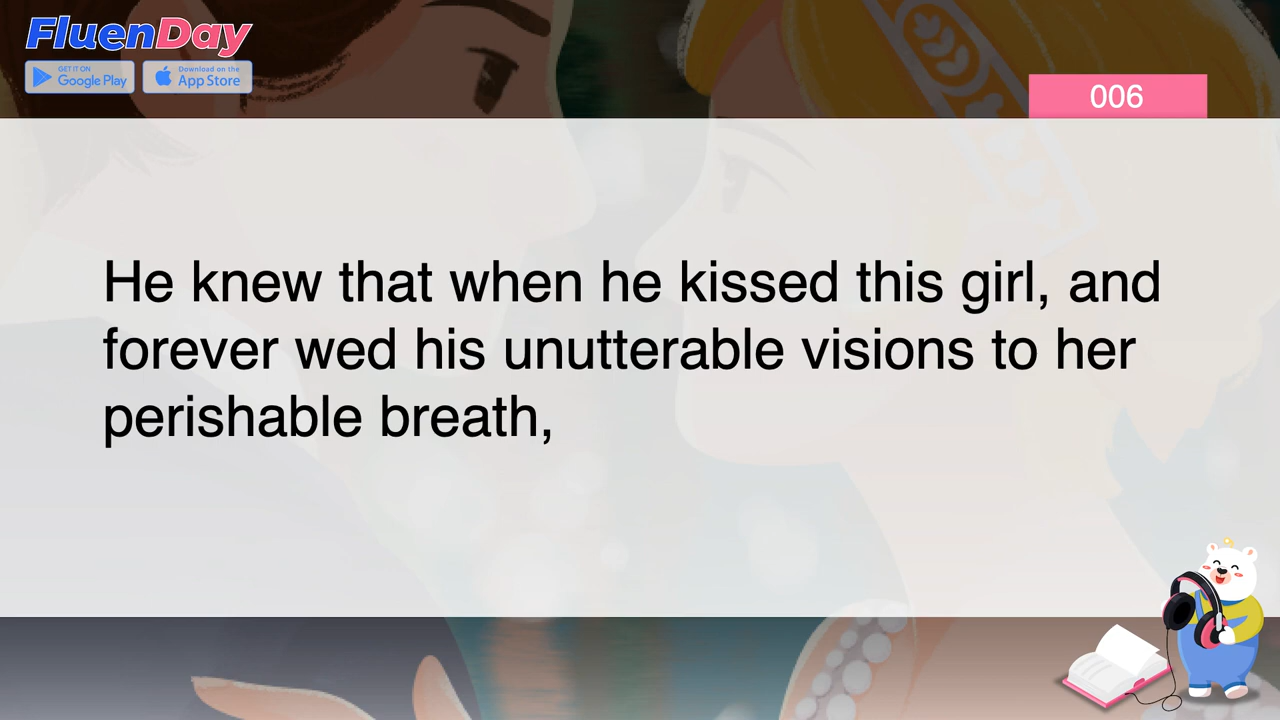 FluenDay
GET IT ON
Google Play
Download on the
App Store
006
He knew that when he kissed this girl, and
forever wed his unutterable visions to her
perishable breath,